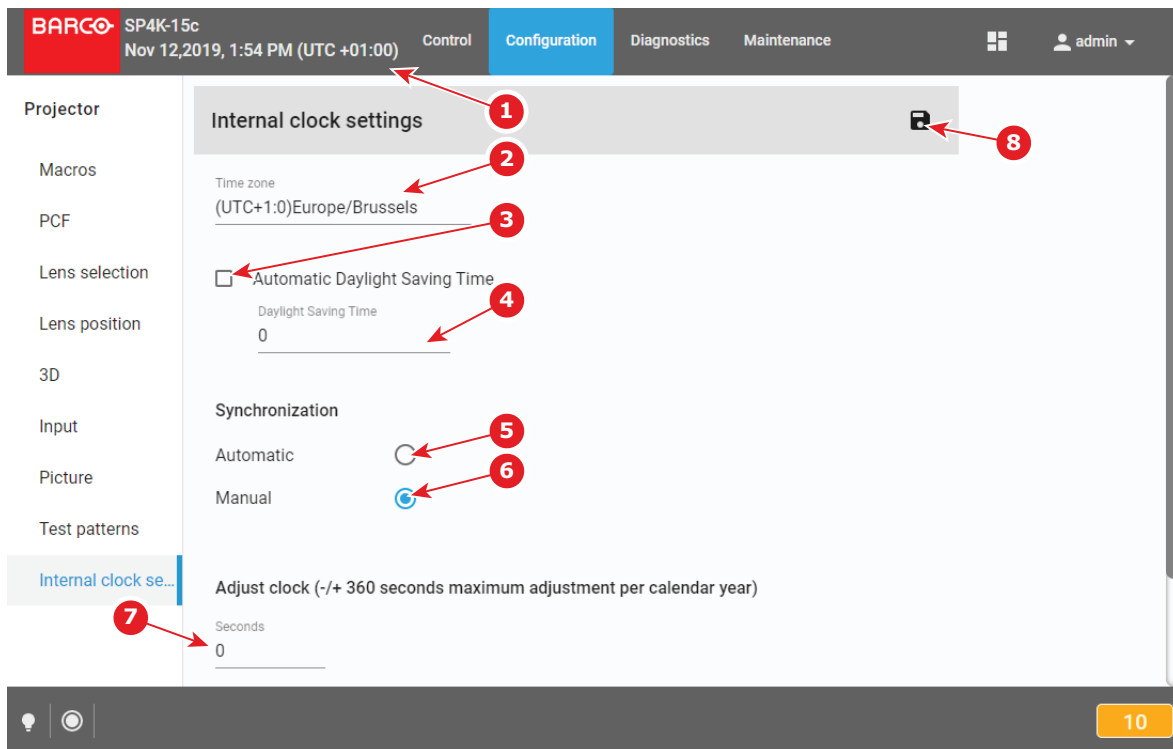 BARCO SP4K-15c
Nov 12,2019, 1:54 PM (UTC +01:00)
Control Configuration Diagnostics Maintenance
admin
Projector
Macros
PCF
Lens selection
Lens position
3D
Input
Picture
Test patterns
Internal clock se...
Internal clock settings
1
8
2
Time zone
(UTC+1:0)Europe/Brussels
3
Automatic Daylight Saving Time
4
Daylight Saving Time
0
Synchronization
5
Automatic
6
Manual
Adjust clock (-/+ 360 seconds maximum adjustment per calendar year)
7
Seconds
0
10